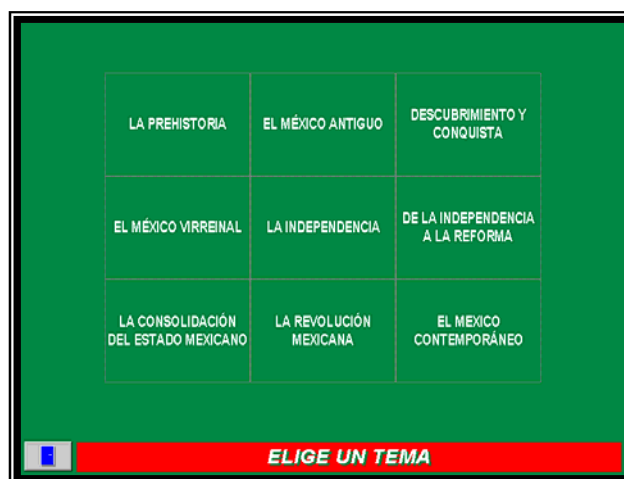 LA PREHISTORIA
EL MÉXICO ANTIGUO
DESCUBRIMIENTO Y
CONQUISTA
EL MÉXICO VIRREINAL
LA INDEPENDENCIA
DE LA INDEPENDENCIA
A LA REFORMA
LA CONSOLIDACIÓN
DEL ESTADO MEXICANO
LA REVOLUCIÓN
MEXICANA
EL MEXICO
CONTEMPORÁNEO
ELIGE UN TEMA